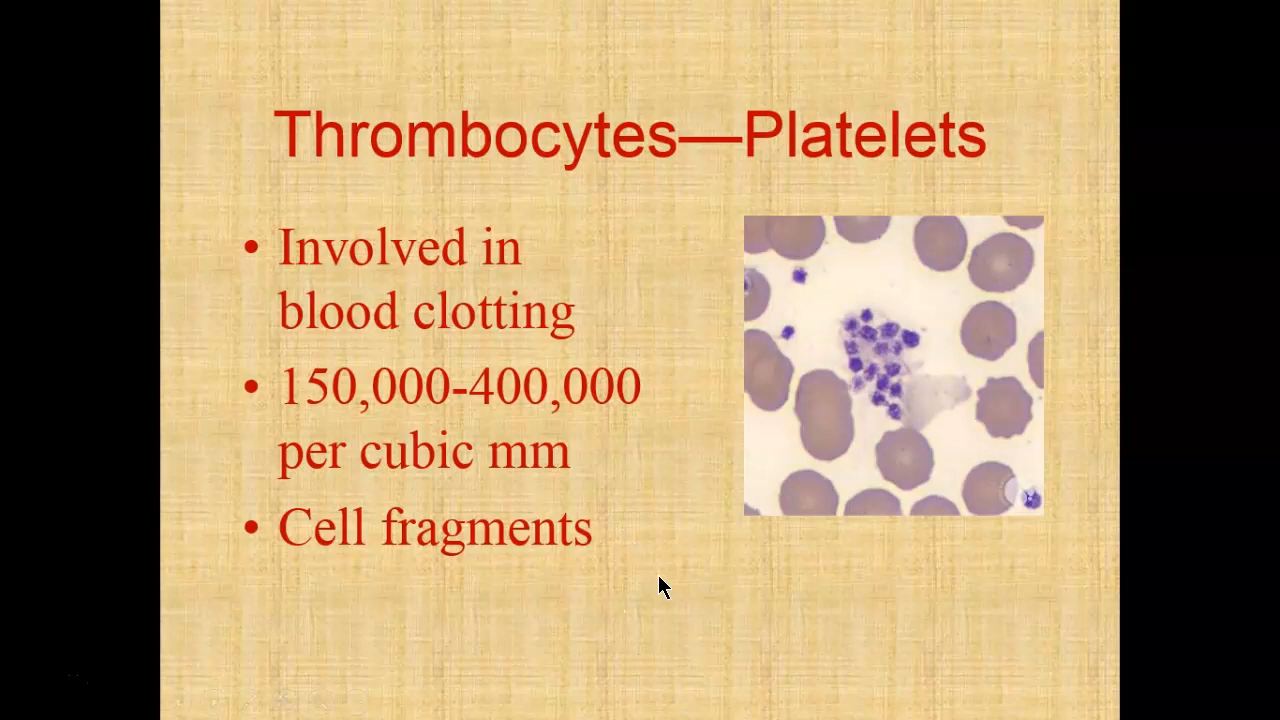 Thrombocytes—Platelets
• Involved in
blood clotting
• 150,000-400,000
per cubic mm
• Cell fragments